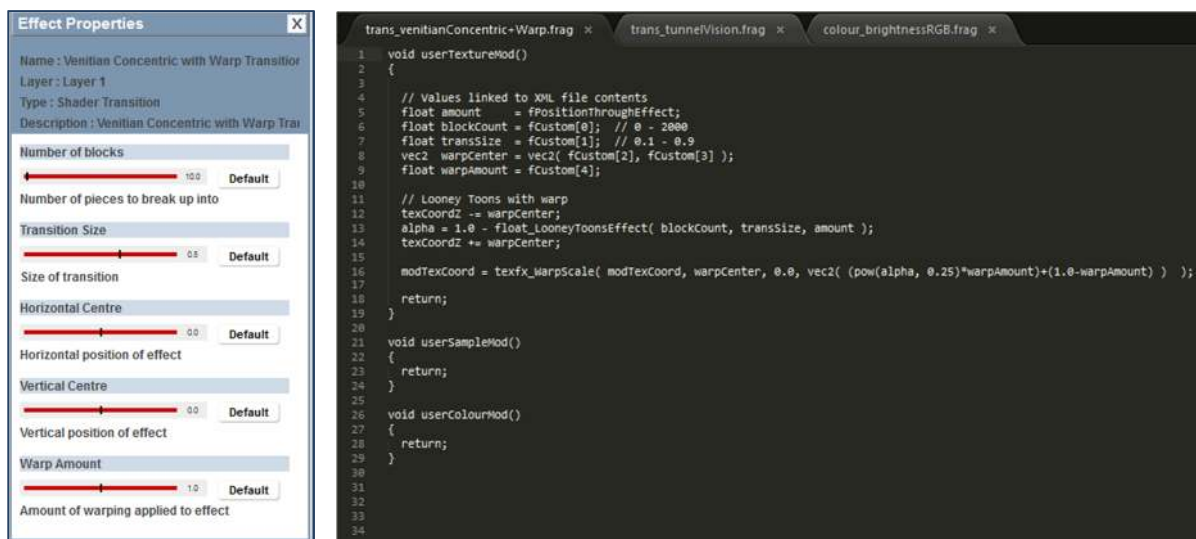 Effect Properties
X
Name : Venitian Concentric with Warp Transition
Layer : Layer 1
Type : Shader Transition
Description : Venitian Concentric with Warp Tra
Number of blocks
10.0
Default
Number of pieces to break up into
Transition Size
0.5
Default
Size of transition
Horizontal Centre
0.0
Default
Horizontal position of effect
Vertical Centre
0.0
Default
Vertical position of effect
Warp Amount
1.0
Default
Amount of warping applied to effect
trans_venitianConcentric+Warp.frag × trans_tunnelVision.frag × colour_brightnessRGB.frag ×
1 void userTextureMod()
2 {
3
4 // Values linked to XML file contents
5 float amount = fPositionThroughEffect;
6 float blockCount = fCustom[0]; // 0 - 2000
7 float transSize = fCustom[1]; // 0.1 - 0.9
8 vec2 warpCenter = vec2( fCustom[2], fCustom[3] );
9 float warpAmount = fCustom[4];
10
11 // Looney Toons with warp
12 texCoordZ -= warpCenter;
13 alpha = 1.0 - float_LooneyToonsEffect( blockCount, transSize, amount );
14 texCoordZ += warpCenter;
15
16 modTexCoord = texfx_WarpScale( modTexCoord, warpCenter, 0.0, vec2( (pow(alpha, 0.25)*warpAmount)+(1.0-warpAmount) ) );
17
18 return;
19 }
20
21 void userSampleMod()
22 {
23 return;
24 }
25
26 void userColourMod()
27 {
28 return;
29 }
30
31
32
33
34